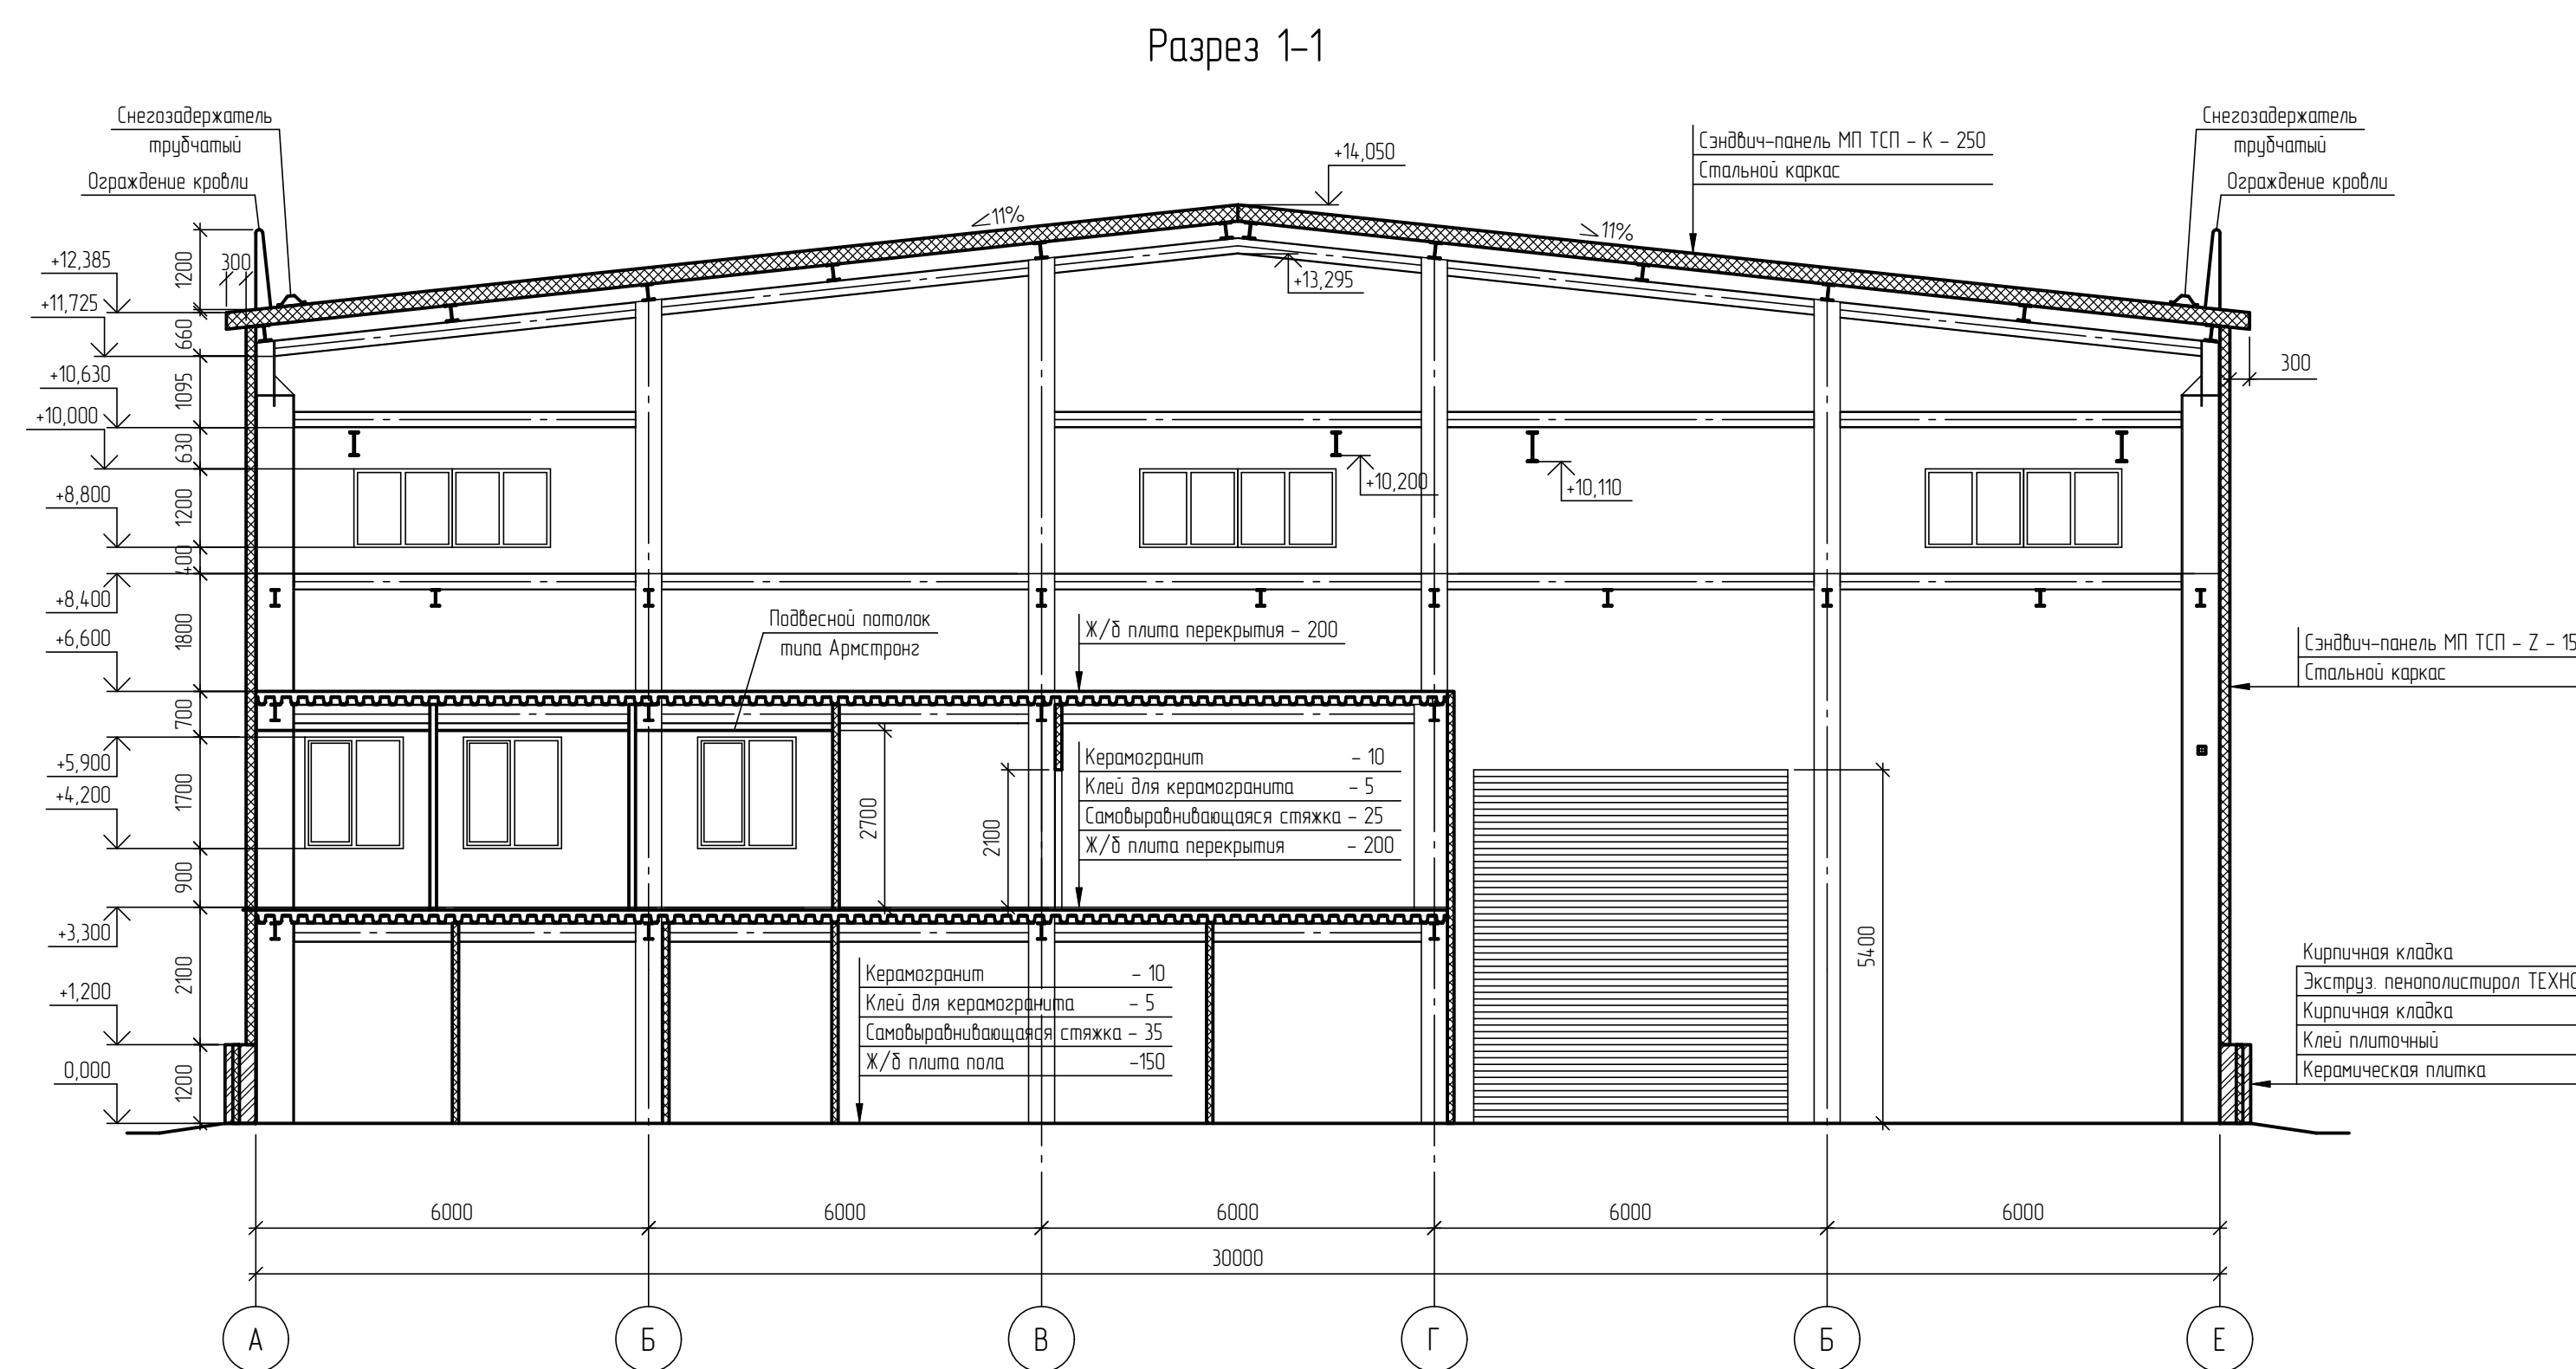 Разрез 1-1
Снегозадержатель
трубчатый
Ограждение кровли
+14,050
Сэндвич-панель МП ТСП - К - 250
Стальной каркас
Снегозадержатель
трубчатый
Ограждение кровли
11%
11%
+13,295
+12,385
+11,725
+10,630
+10,000
+8,800
+8,400
+6,600
+5,900
+4,200
+3,300
+1,200
0,000
1200
300
660
1095
630
1200
400
1800
700
1700
900
2100
1200
300
+10,200
+10,110
Подвесной потолок
типа Армстронг
Ж/б плита перекрытия - 200
Сэндвич-панель МП ТСП - Z - 15
Стальной каркас
Керамогранит - 10
Клей для керамогранита - 5
Самовыравнивающаяся стяжка - 25
Ж/б плита перекрытия - 200
2700
2100
5400
Керамогранит - 10
Клей для керамогранита - 5
Самовыравнивающаяся стяжка - 35
Ж/б плита пола -150
Кирпичная кладка
Экструз. пенополистирол ТЕХНО
Кирпичная кладка
Клей плиточный
Керамическая плитка
6000
6000
6000
6000
6000
30000
А
Б
В
Г
Б
Е